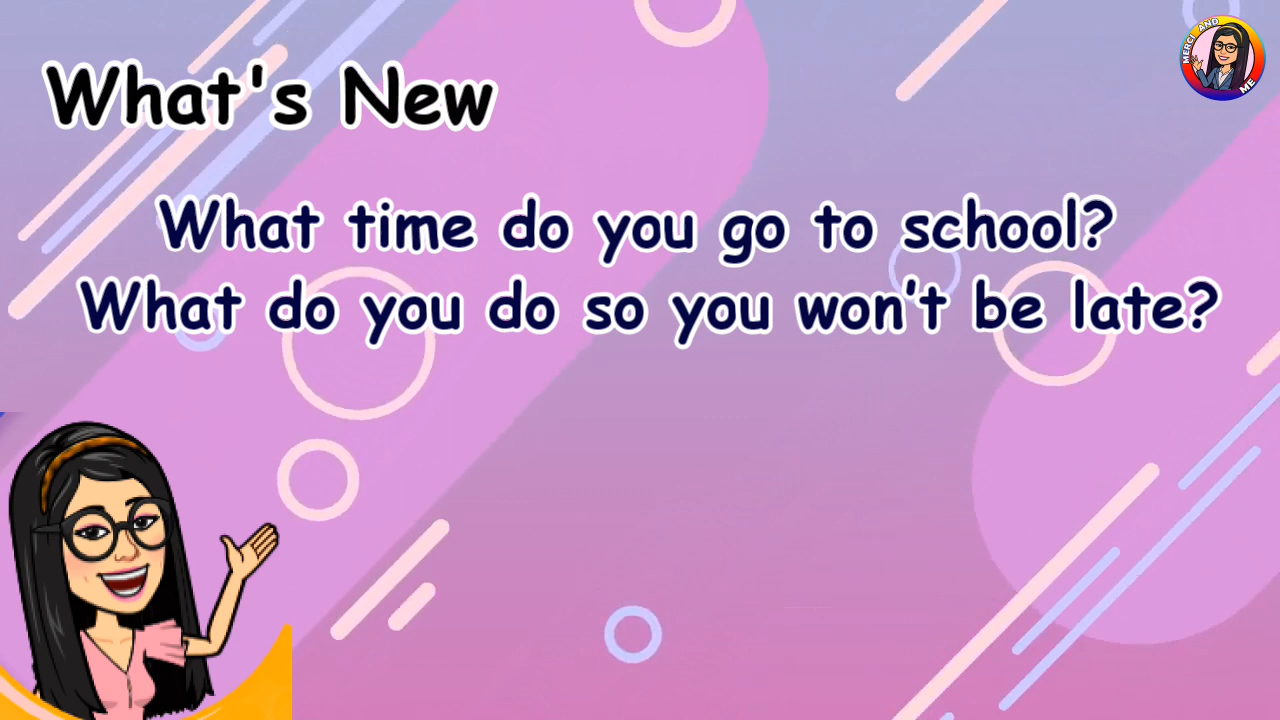 What's New
MERCI AND
ME
What time do you go to school?
What do you do so you won't be late?